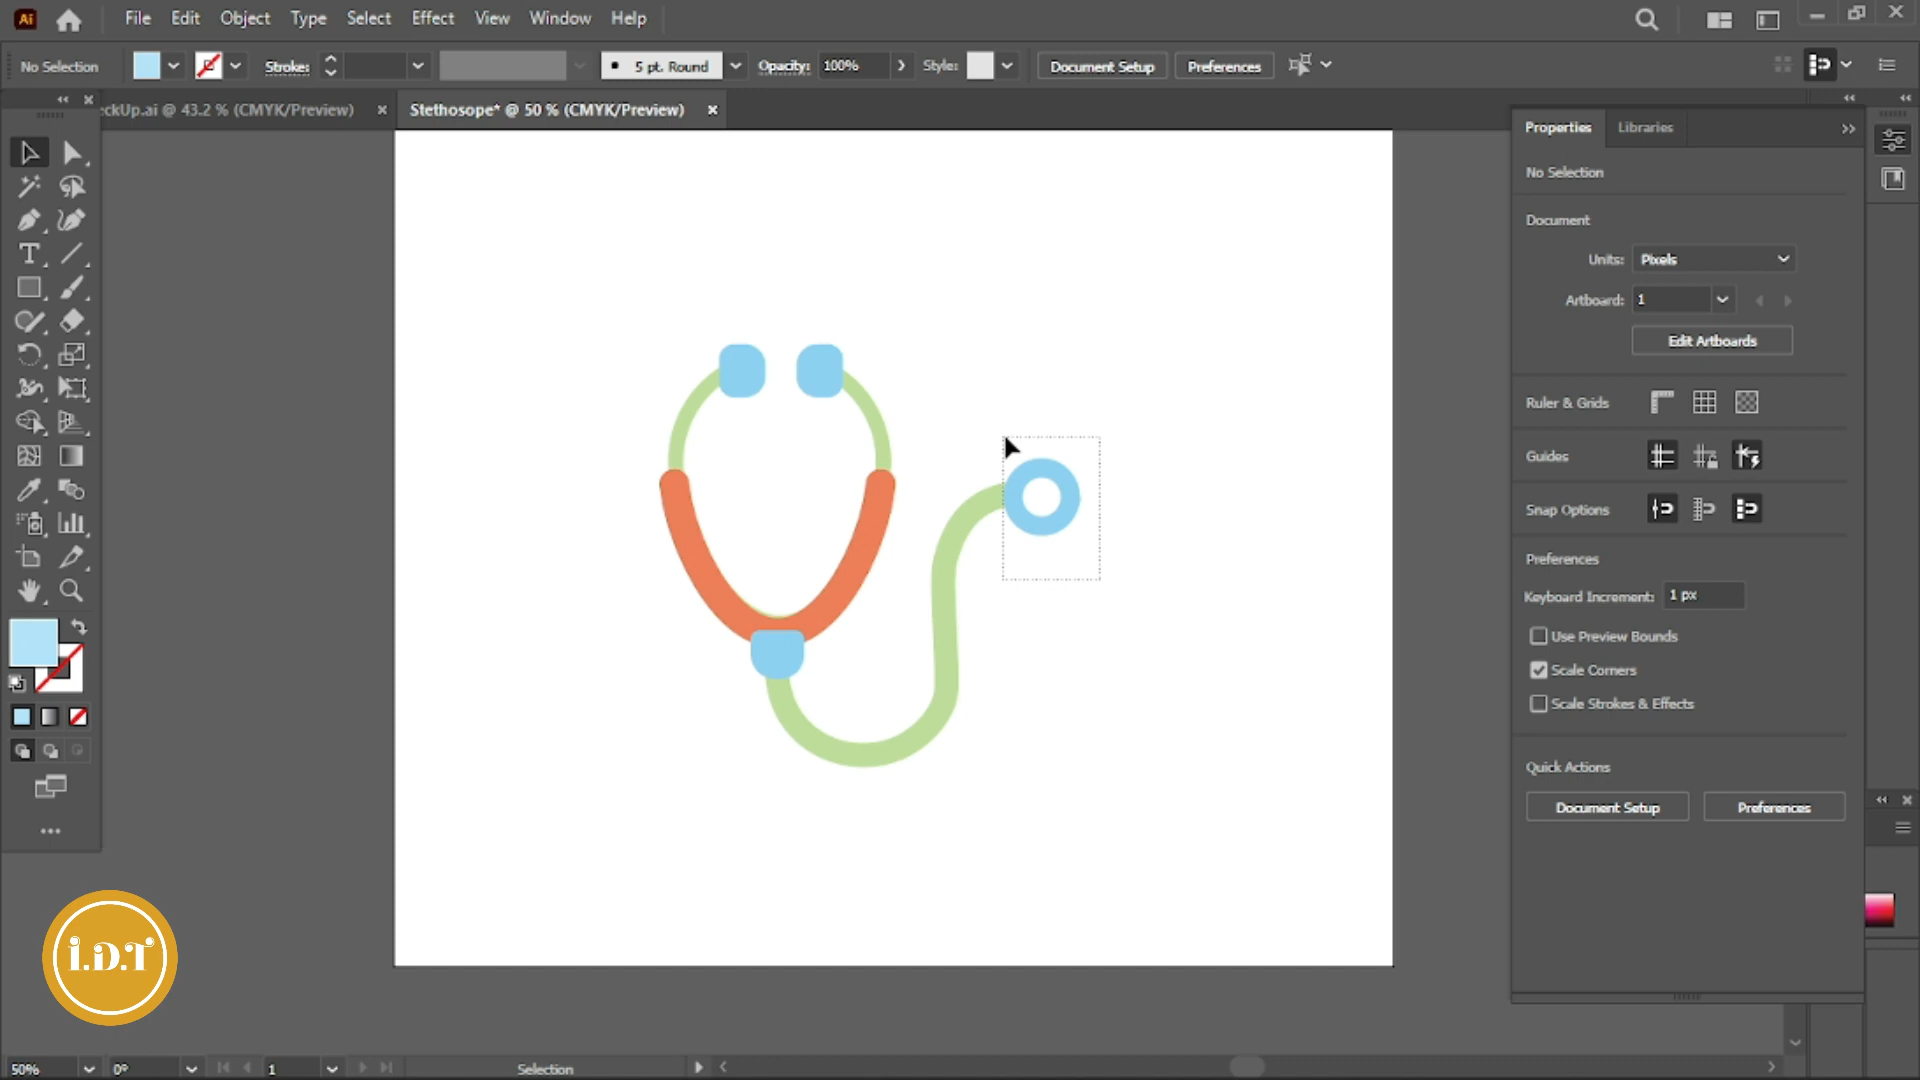 Ai File Edit Object Type Select Effect View Window Help
No Selection Stroke: 5 pt. Round Opacity: 100% Style: Document Setup Preferences
ckUp.ai @ 43.2 % (CMYK/Preview) Stethosope* @ 50 % (CMYK/Preview)
Properties Libraries
No Selection
Document
Units: Pixels
Artboard: 1
Edit Artboards
Ruler & Grids
Guides
Snap Options
Preferences
Keyboard Increment: 1 px
Use Preview Bounds
Scale Corners
Scale Strokes & Effects
Quick Actions
Document Setup Preferences
i.D.T
50% 0° 1 Selection